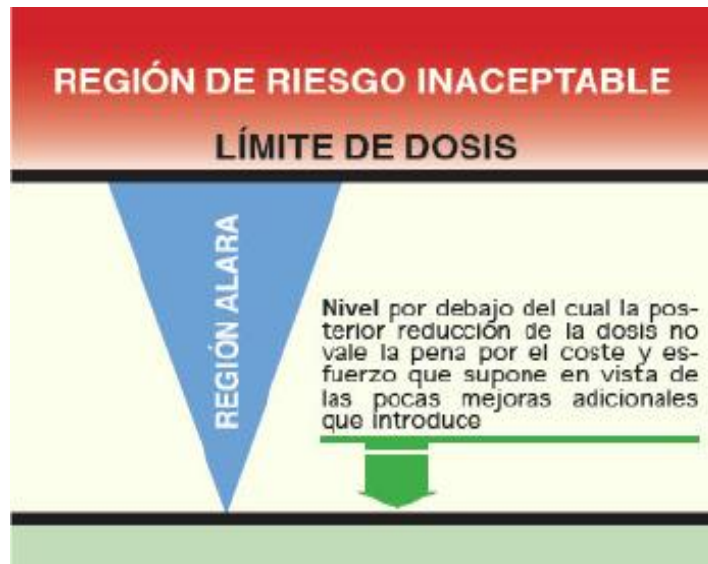 REGIÓN DE RIESGO INACEPTABLE
LÍMITE DE DOSIS
REGIÓN ALARA
Nivel por debajo del cual la pos-
terior reducción de la dosis no
vale la pena por el coste y es-
fuerzo que supone en vista de
las pocas mejoras adicionales
que introduce